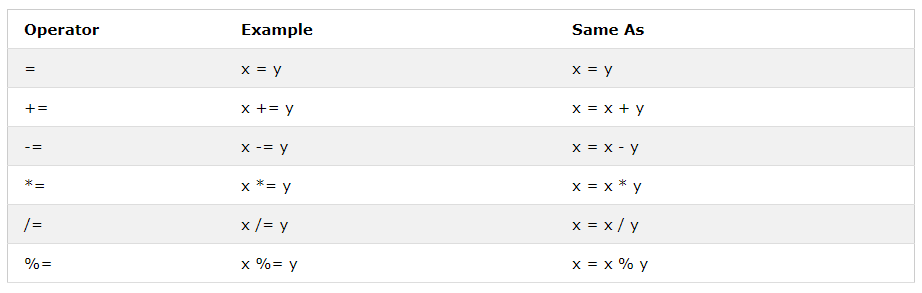 Operator Example Same As
= x = y x = y
+= x += y x = x + y
-= x -= y x = x - y
*= x *= y x = x * y
/= x /= y x = x / y
%= x %= y x = x % y